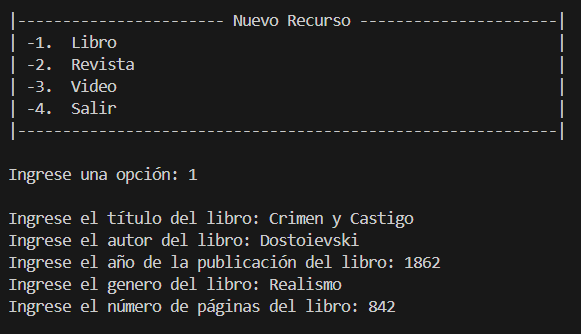 |----------------------- Nuevo Recurso ----------------------|
| -1.  Libro                                                 |
| -2.  Revista                                               |
| -3.  Video                                                 |
| -4.  Salir                                                 |
|------------------------------------------------------------|
Ingrese una opción: 1
Ingrese el título del libro: Crimen y Castigo
Ingrese el autor del libro: Dostoievski
Ingrese el año de la publicación del libro: 1862
Ingrese el genero del libro: Realismo
Ingrese el número de páginas del libro: 842